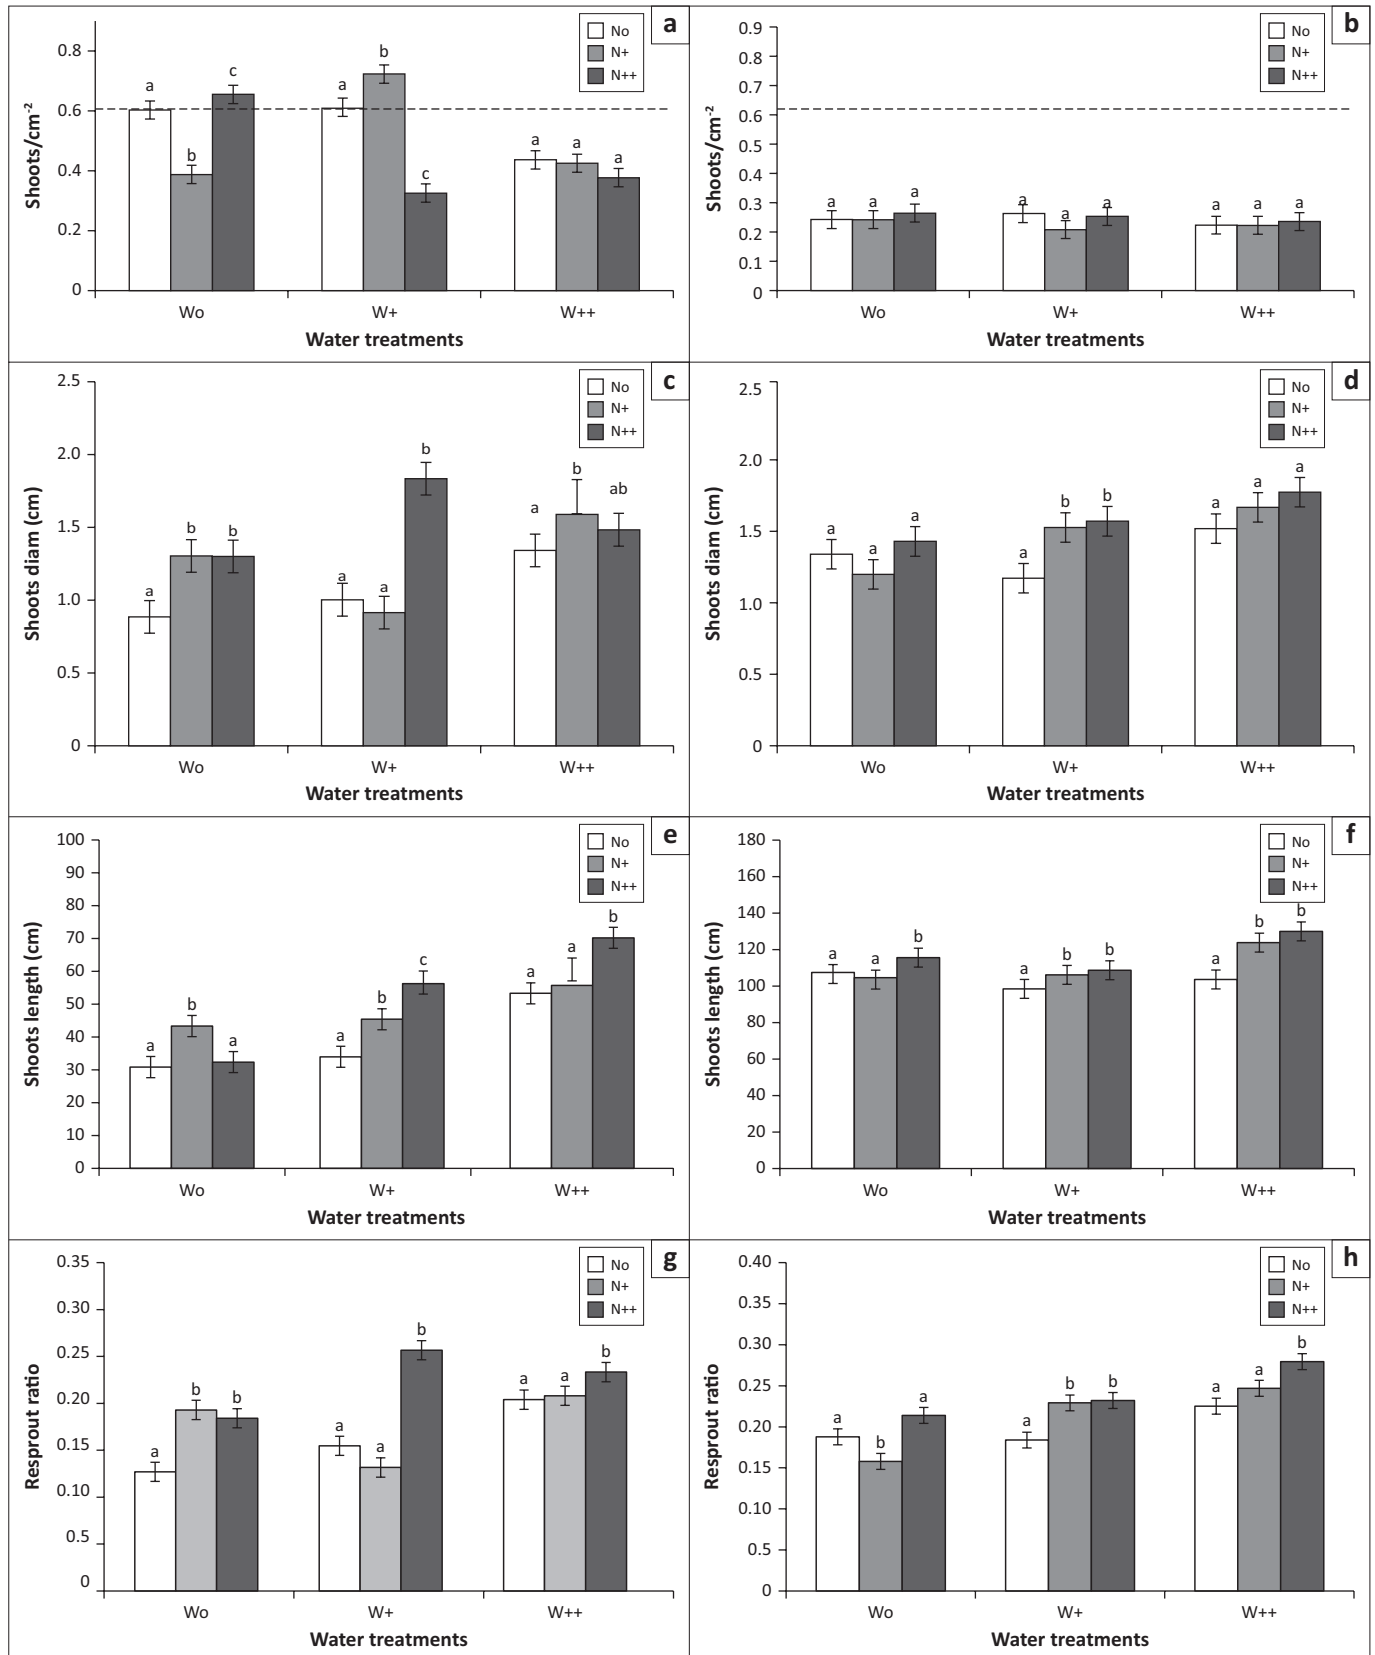 a
No
N+
N++
Shoots/cm⁻²
0.8
0.6
0.4
0.2
0
a b c
a b c
a a a
Wo W+ W++
Water treatments
b
No
N+
N++
Shoots/cm⁻²
0.9
0.8
0.7
0.6
0.5
0.4
0.3
0.2
0.1
0
a a a
a a a
a a a
Wo W+ W++
Water treatments
c
No
N+
N++
Shoots diam (cm)
2.5
2.0
1.5
1.0
0.5
0
a b b
a a b
a b ab
Wo W+ W++
Water treatments
d
No
N+
N++
Shoots diam (cm)
2.5
2.0
1.5
1.0
0.5
0
a a a
a b b
a a a
Wo W+ W++
Water treatments
e
No
N+
N++
Shoots length (cm)
100
90
80
70
60
50
40
30
20
10
0
a b a
a b c
a a b
Wo W+ W++
Water treatments
f
No
N+
N++
Shoots length (cm)
180
160
140
120
100
80
60
40
20
0
a a b
a b b
a b b
Wo W+ W++
Water treatments
g
No
N+
N++
Resprout ratio
0.35
0.30
0.25
0.20
0.15
0.10
0.5
0
a b b
a a b
a a b
Wo W+ W++
Water treatments
h
No
N+
N++
Resprout ratio
0.40
0.35
0.30
0.25
0.20
0.15
0.10
0.5
0
a b a
a b b
a a b
Wo W+ W++
Water treatments